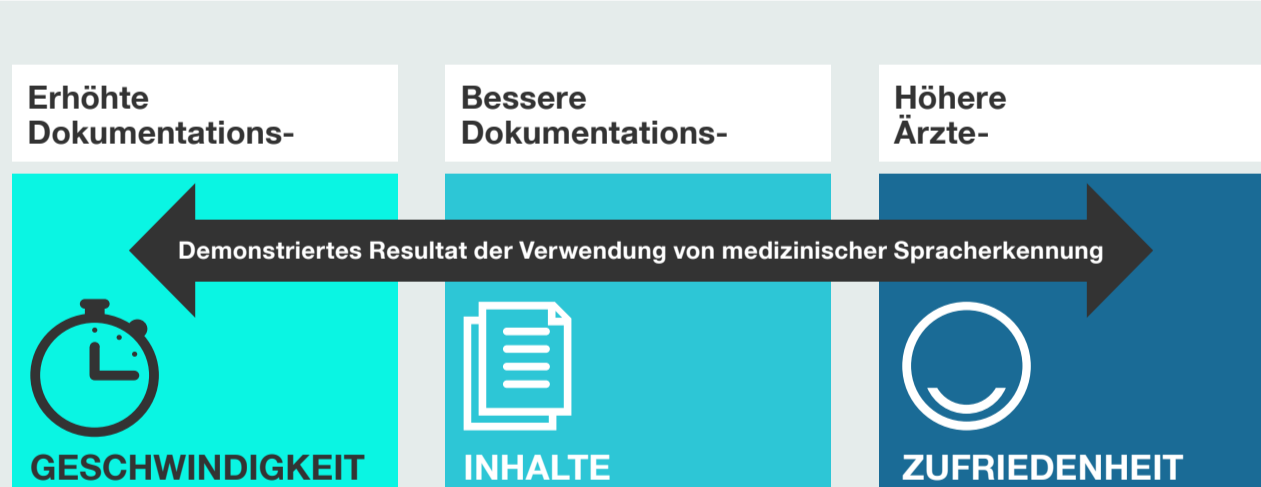 Erhöhte
Dokumentations-
Bessere
Dokumentations-
Höhere
Ärzte-
Demonstriertes Resultat der Verwendung von medizinischer Spracherkennung
GESCHWINDIGKEIT
INHALTE
ZUFRIEDENHEIT